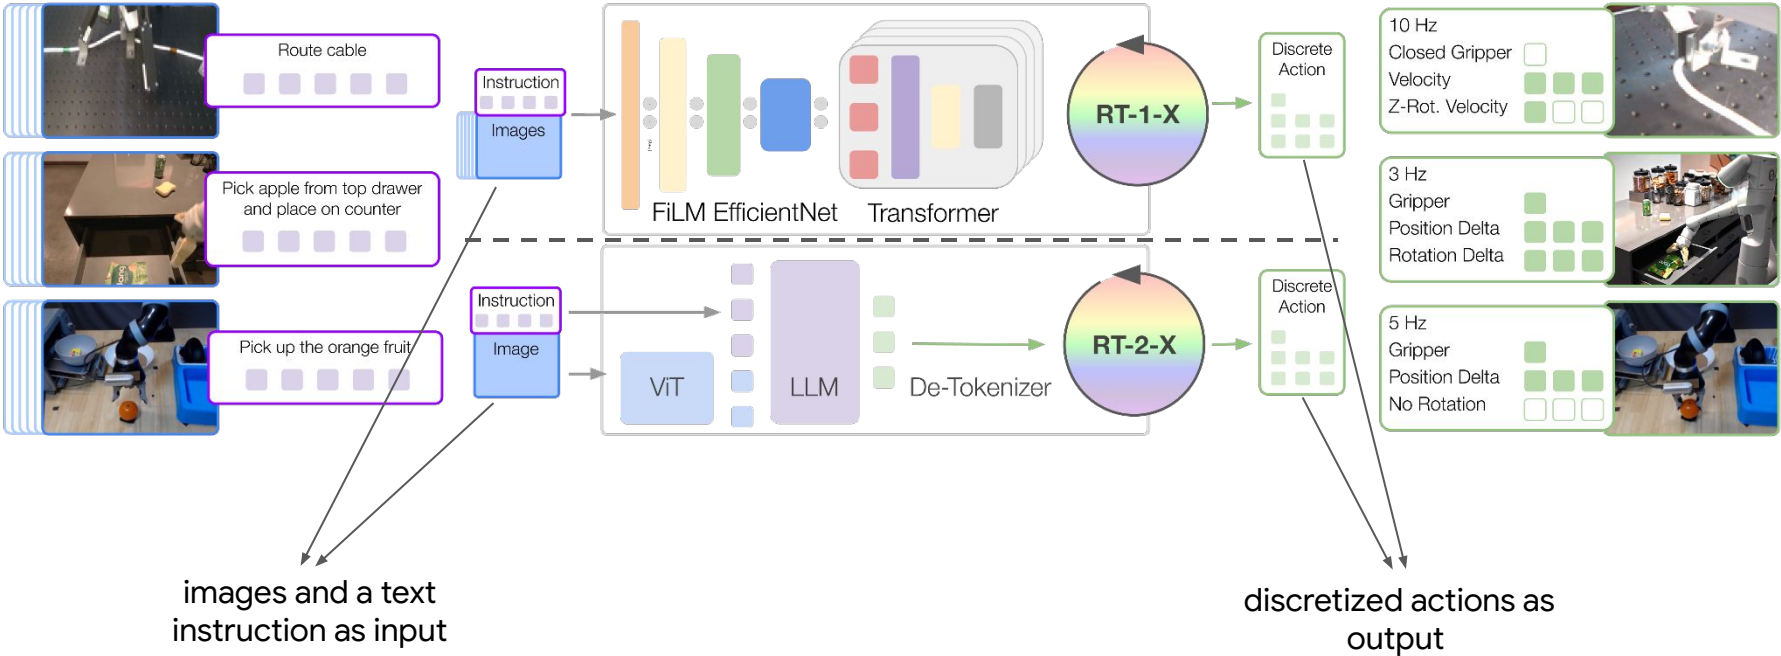 Route cable
Pick apple from top drawer
and place on counter
Pick up the orange fruit
Instruction
Images
FiLM EfficientNet
Transformer
RT-1-X
Discrete
Action
Instruction
Image
ViT
LLM
De-Tokenizer
RT-2-X
Discrete
Action
10 Hz
Closed Gripper
Velocity
Z-Rot. Velocity
3 Hz
Gripper
Position Delta
Rotation Delta
5 Hz
Gripper
Position Delta
No Rotation
images and a text
instruction as input
discretized actions as
output